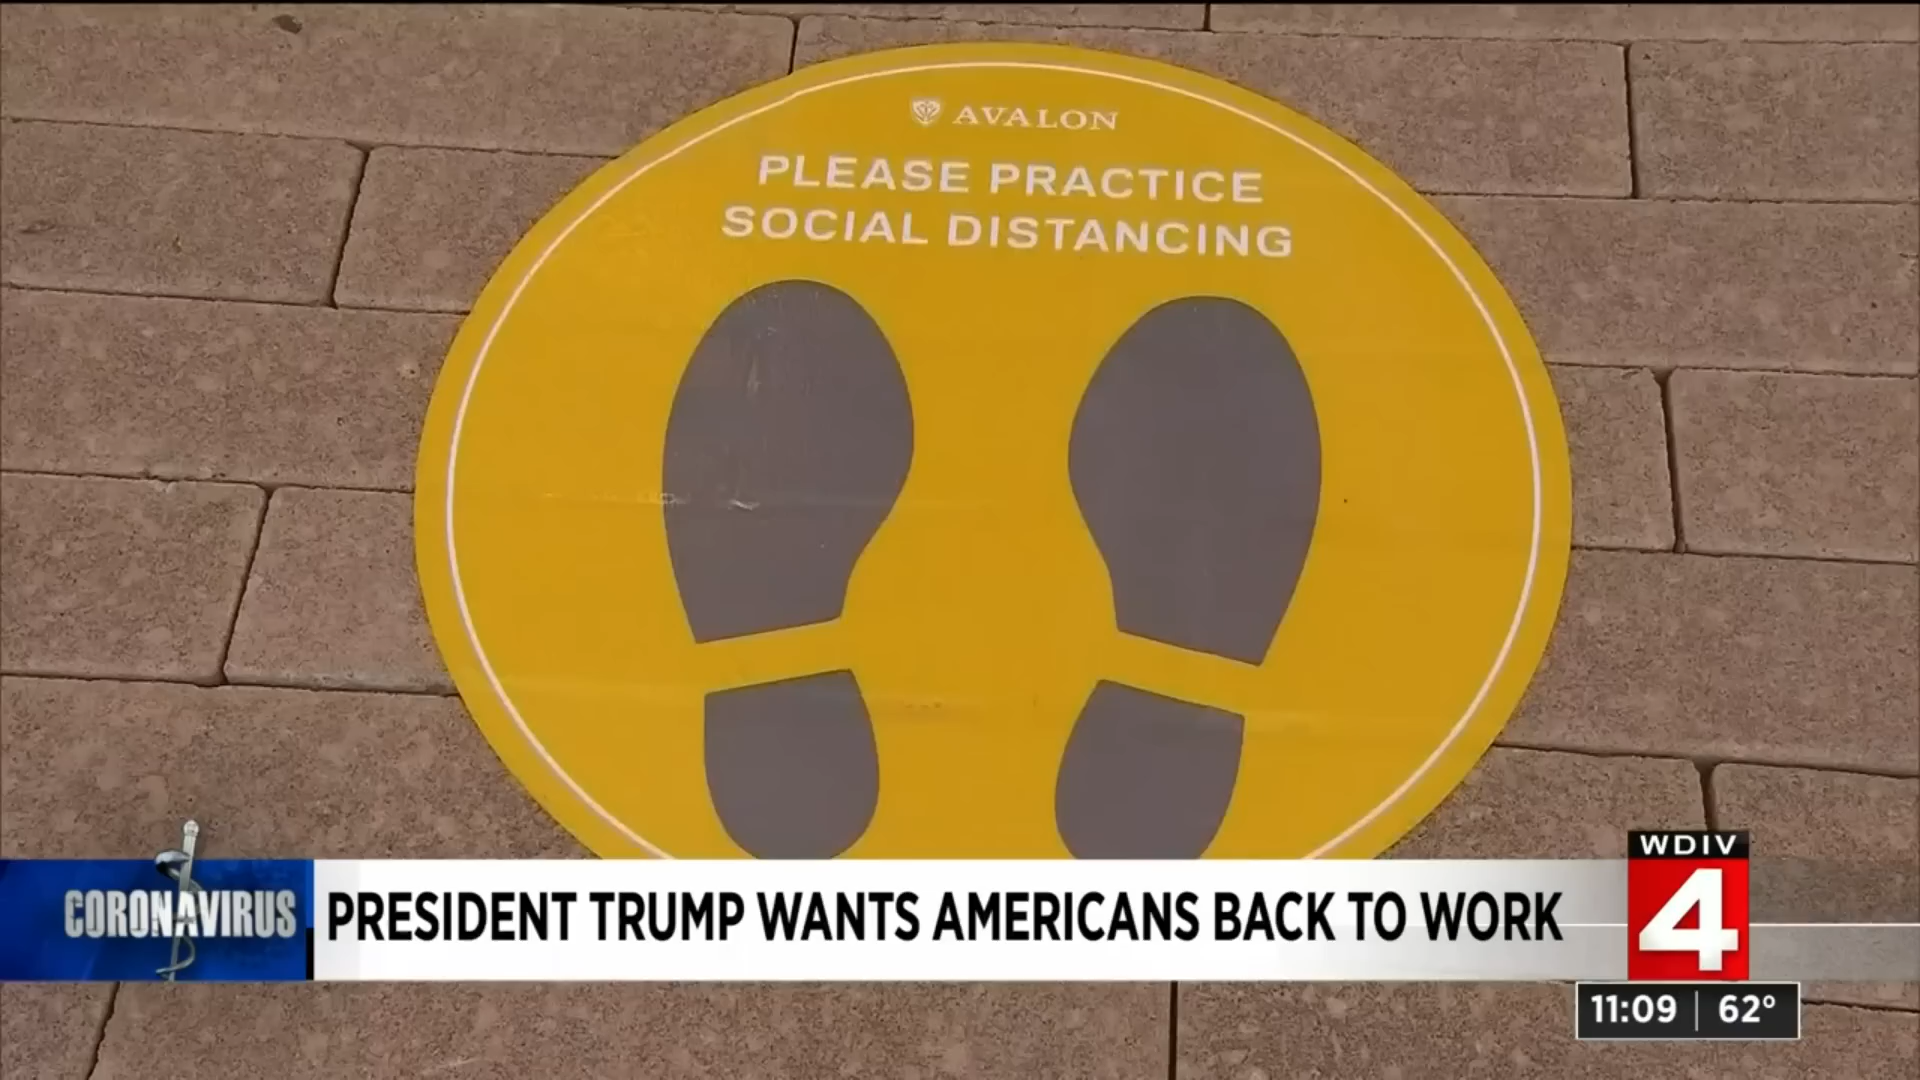 AVALON
PLEASE PRACTICE
SOCIAL DISTANCING
CORONAVIRUS
PRESIDENT TRUMP WANTS AMERICANS BACK TO WORK
WDIV
4
11:09 62°